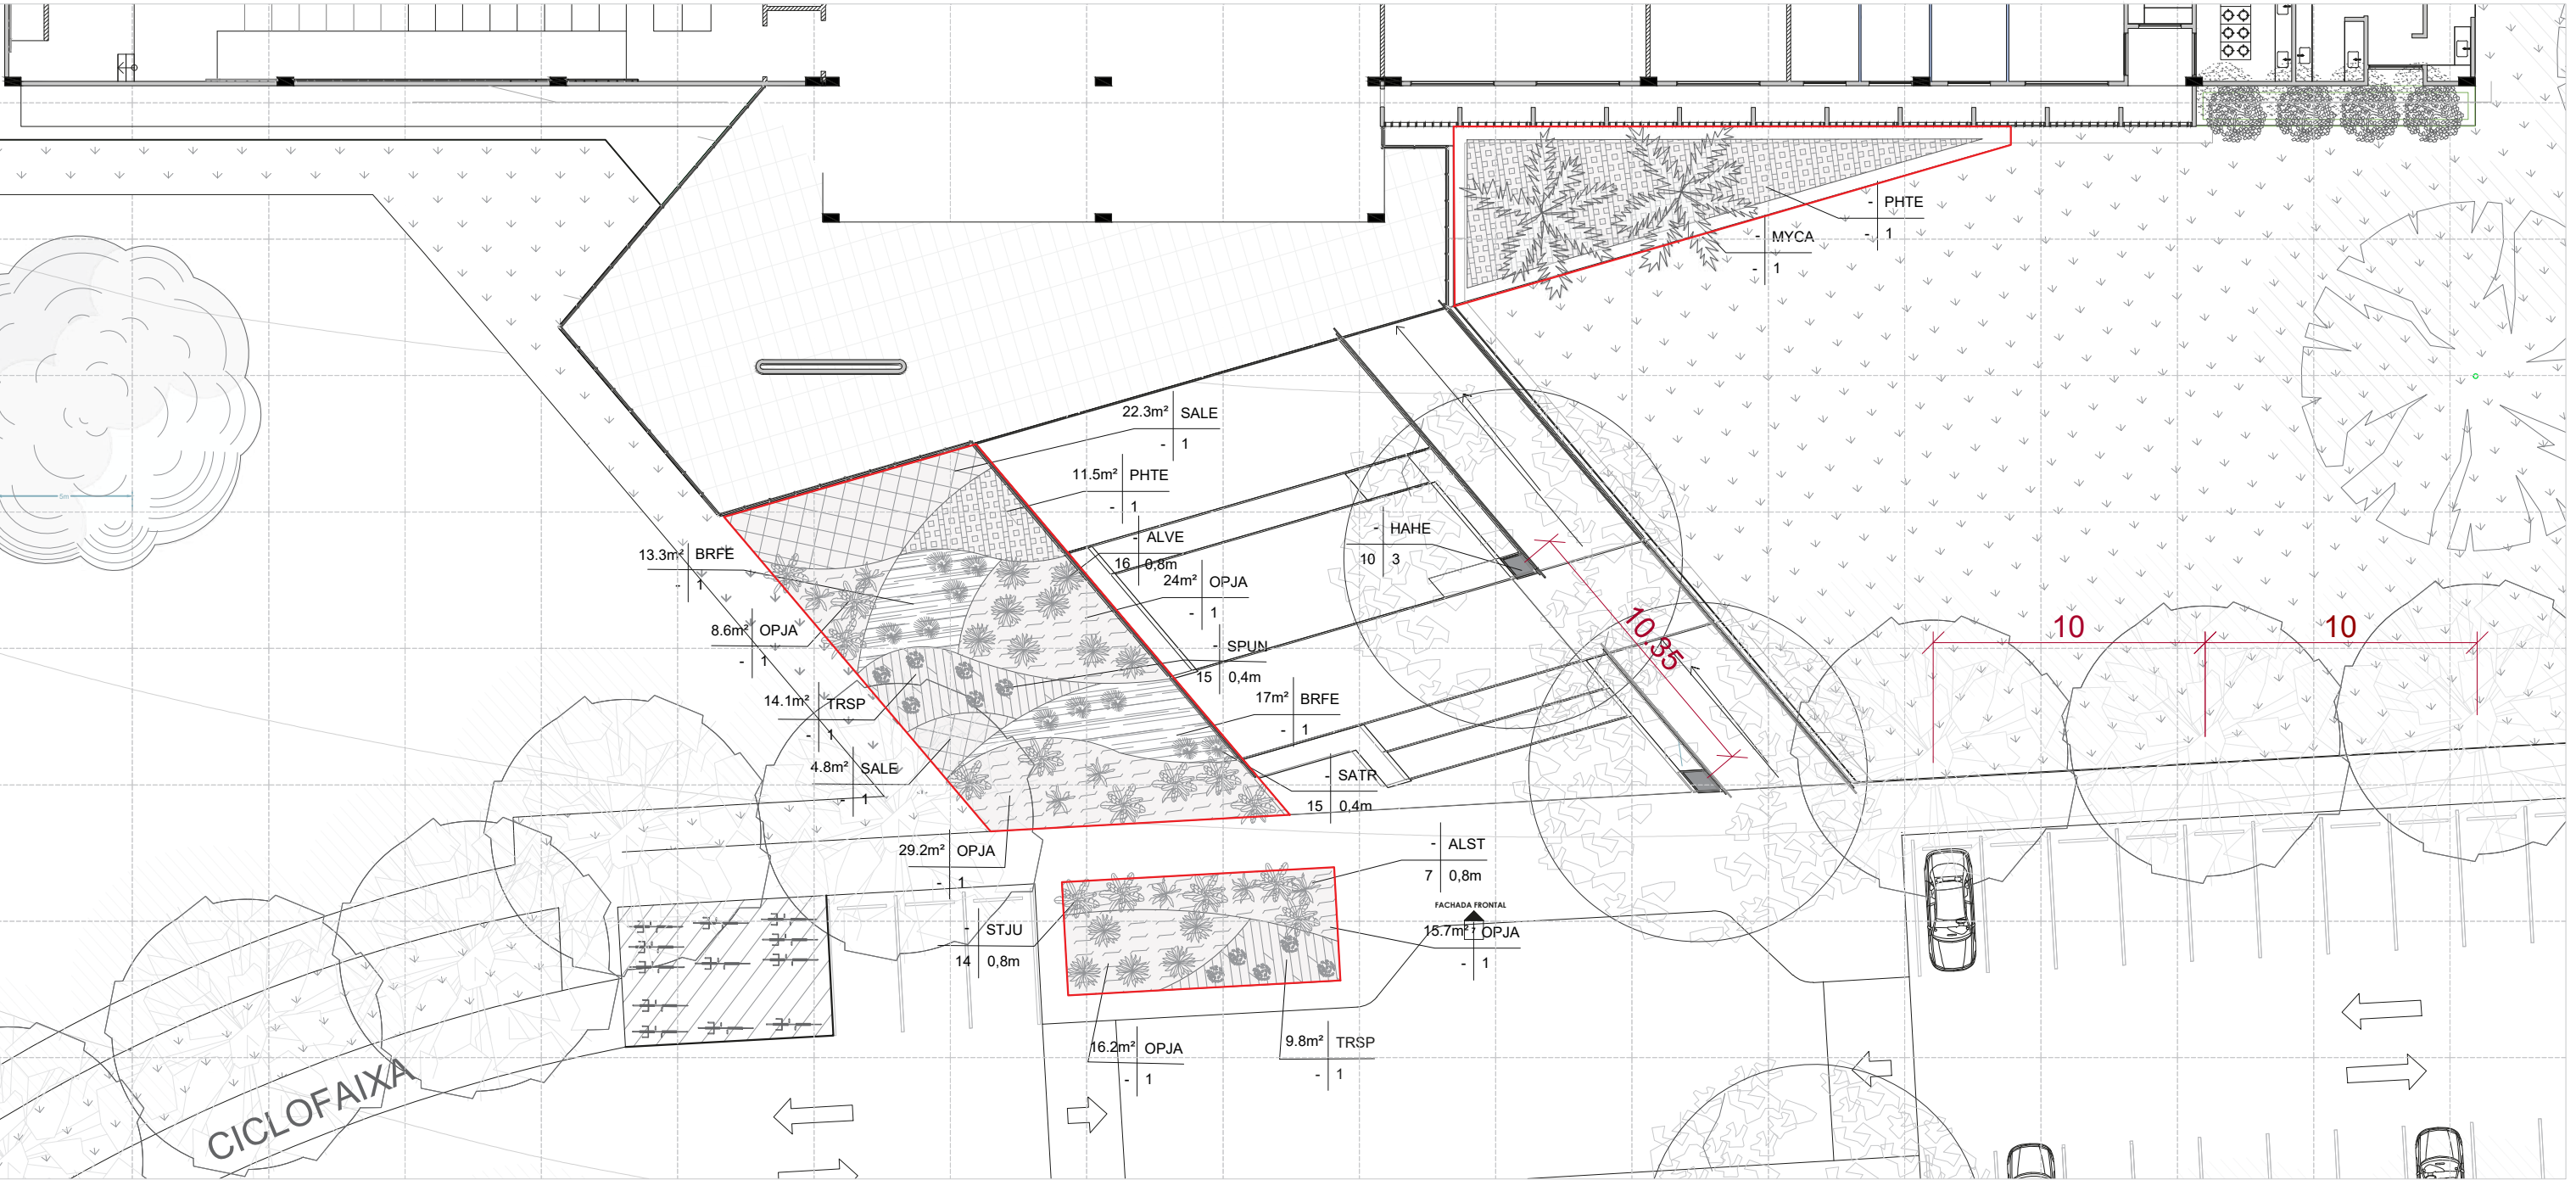 - PHTE
- 1
- MYCA
- 1
22.3m² SALE
- 1
11.5m² PHTE
- 1
- ALVE
16 0,8m
24m² OPJA
- 1
- HAHE
10 3
13.3m² BRFE
- 1
8.6m² OPJA
- 1
- SPUN
15 0,4m
14.1m² TRSP
- 1
17m² BRFE
- 1
4.8m² SALE
- 1
- SATR
15 0,4m
29.2m² OPJA
- 1
- ALST
7 0,8m
FACHADA FRONTAL
15.7m² OPJA
- 1
- STJU
14 0,8m
16.2m² OPJA
- 1
9.8m² TRSP
- 1
10.35
10
10
5m
CICLOFAIXA